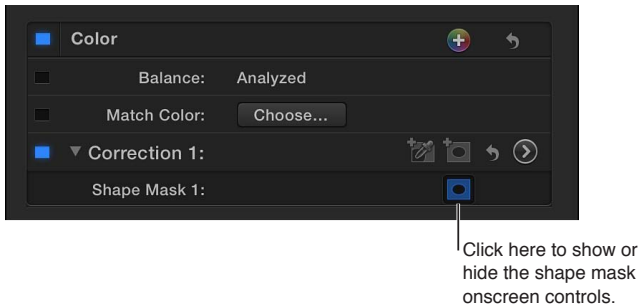 Color
Balance: Analyzed
Match Color: Choose...
Correction 1:
Shape Mask 1:
Click here to show or
hide the shape mask
onscreen controls.